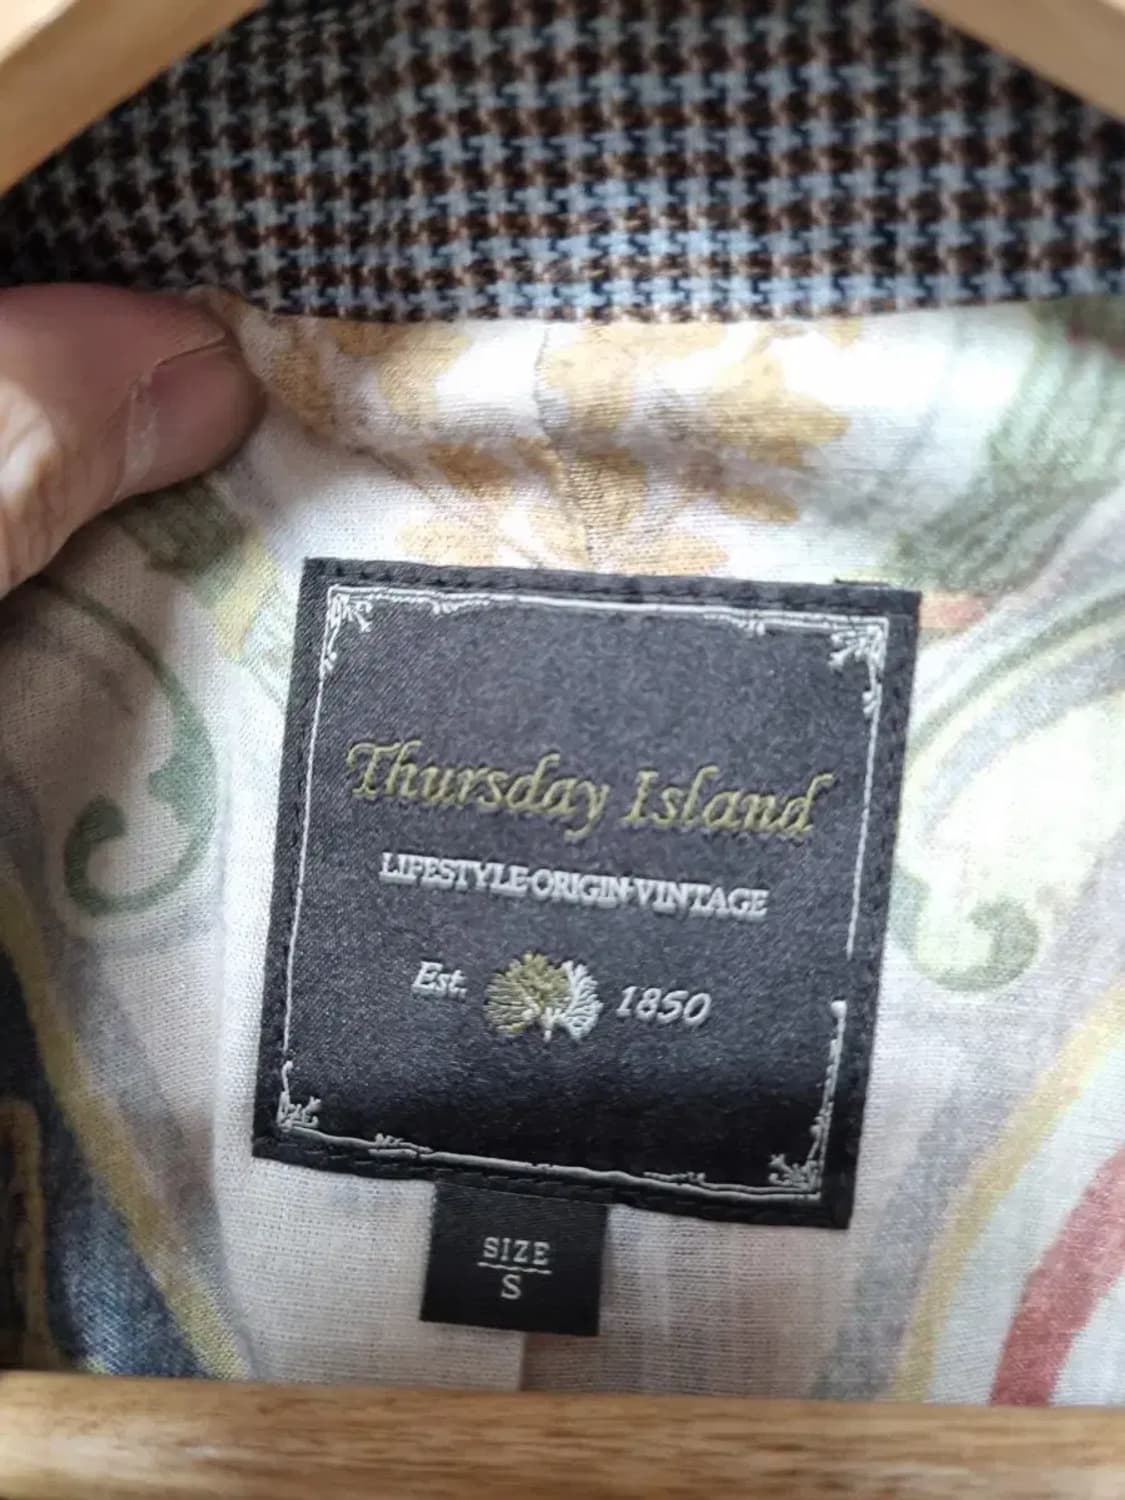 Thursday Island
LIFESTYLE·ORIGIN·VINTAGE
Est. 1850
SIZE
S